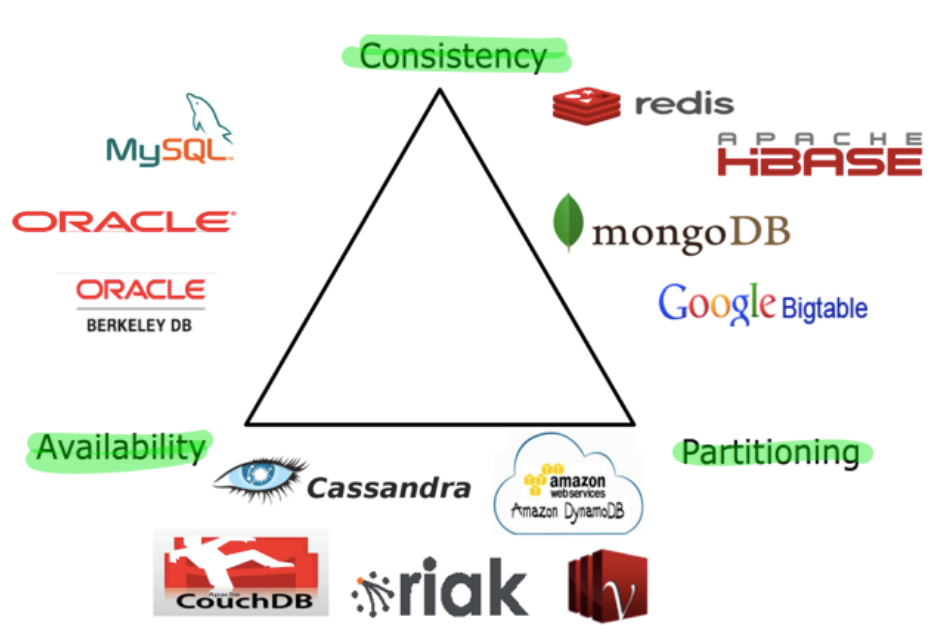 Consistency
redis
MySQL
APACHE
HBASE
ORACLE
mongoDB
ORACLE
BERKELEY DB
Google Bigtable
Availability
Partitioning
Cassandra
amazon
webservices
Amazon DynamoDB
Apache
CouchDB
riak
V